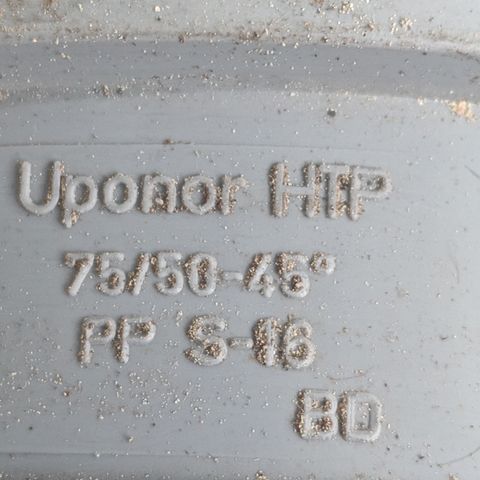 Uponor HTP
75/50-45°
PP S-16
BD